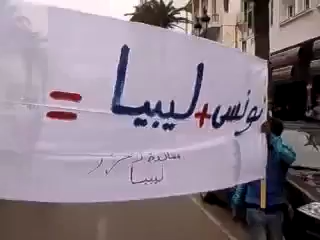 تونس + ليبيا =
ليبيا